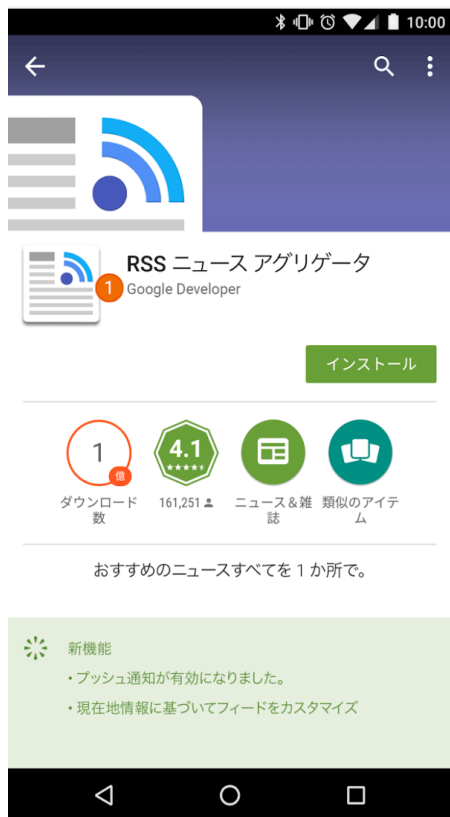 10:00
RSS ニュース アグリゲータ
1
Google Developer
インストール
1
億
4.1
ダウンロード
数
161,251
ニュース＆雑
誌
類似のアイテ
ム
おすすめのニュースすべてを 1 か所で。
新機能
・プッシュ通知が有効になりました。
・現在地情報に基づいてフィードをカスタマイズ